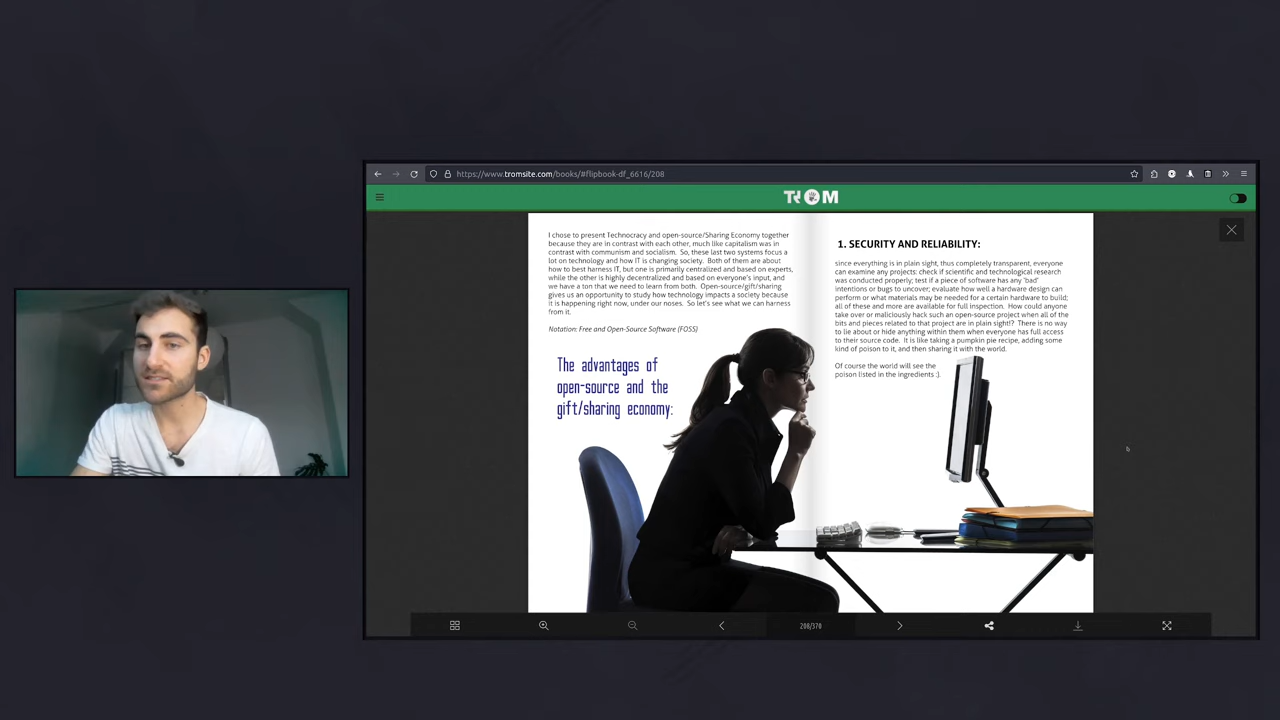 https://www.tromsite.com/books/#flipbook-df_6616/208
TROM
I chose to present Technocracy and open-source/Sharing Economy together
because they are in contrast with each other, much like capitalism was in
contrast with communism and socialism. So, these last two systems focus a
lot on technology and how IT is changing society. Both of them are about
how to best harness IT, but one is primarily centralized and based on experts,
while the other is highly decentralized and based on everyone's input, and
we have a ton that we need to learn from both. Open-source/gift/sharing
gives us an opportunity to study how technology impacts a society because
it is happening right now, under our noses. So let's see what we can harness
from it.
Notation: Free and Open-Source Software (FOSS)
The advantages of
open-source and the
gift/sharing economy:
1. SECURITY AND RELIABILITY:
since everything is in plain sight, thus completely transparent, everyone
can examine any projects: check if scientific and technological research
was conducted properly; test if a piece of software has any 'bad'
intentions or bugs to uncover; evaluate how well a hardware design can
perform or what materials may be needed for a certain hardware to build;
all of these and more are available for full inspection. How could anyone
take over or maliciously hack such an open-source project when all of the
bits and pieces related to that project are in plain sight!? There is no way
to lie about or hide anything within them when everyone has full access
to their source code. It is like taking a pumpkin pie recipe, adding some
kind of poison to it, and then sharing it with the world.
Of course the world will see the
poison listed in the ingredients :).
208/370